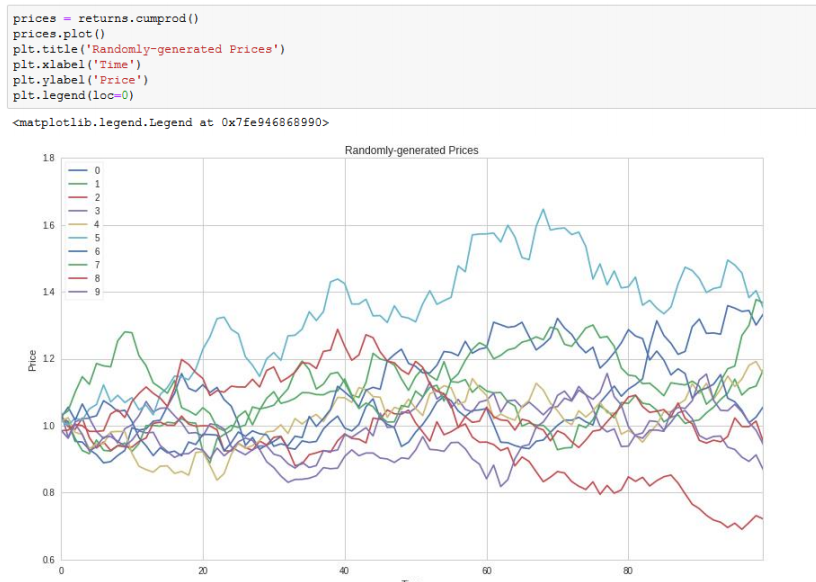 prices = returns.cumprod()
prices.plot()
plt.title('Randomly-generated Prices')
plt.xlabel('Time')
plt.ylabel('Price')
plt.legend(loc=0)
<matplotlib.legend.Legend at 0x7fe946868990>
Randomly-generated Prices
1.8
0
1
2
3
4
5
6
7
8
9
1.6
1.4
1.2
Price
1.0
0.8
0.6
0
20
40
60
80